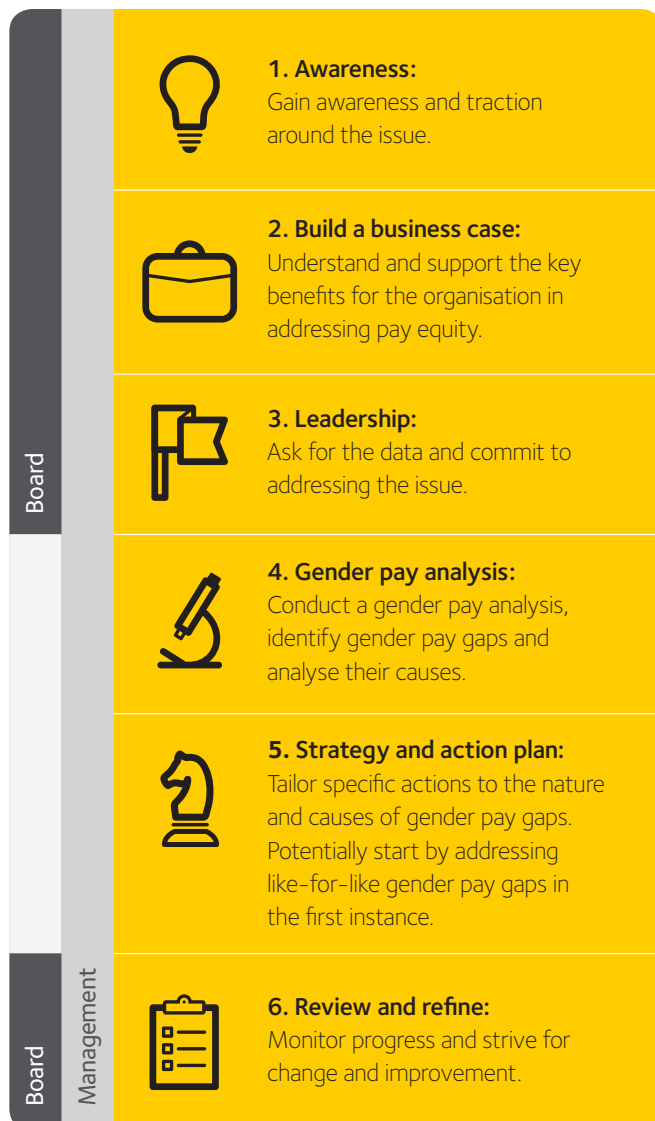 1. Awareness:
Gain awareness and traction
around the issue.
2. Build a business case:
Understand and support the key
benefits for the organisation in
addressing pay equity.
Board
3. Leadership:
Ask for the data and commit to
addressing the issue.
4. Gender pay analysis:
Conduct a gender pay analysis,
identify gender pay gaps and
analyse their causes.
5. Strategy and action plan:
Tailor specific actions to the nature
and causes of gender pay gaps.
Potentially start by addressing
like-for-like gender pay gaps in
the first instance.
Board
Management
6. Review and refine:
Monitor progress and strive for
change and improvement.